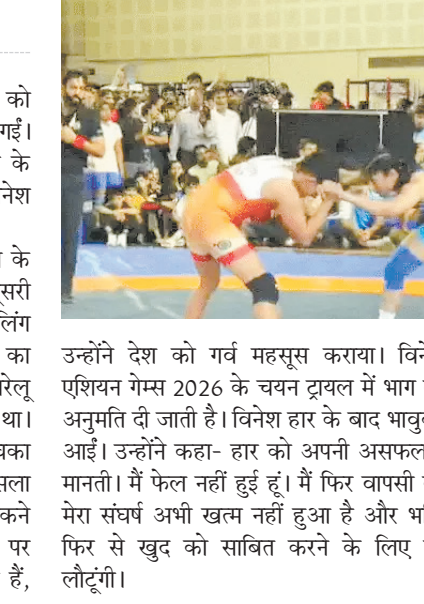 को
गईं।
के
नेश
के
सरी
लिंग
का
रेलू
था।
का
सला
कने
पर
हैं,
उन्होंने देश को गर्व महसूस कराया।
एशियन गेम्स 2026 के चयन ट्रायल में भाग
अनुमति दी जाती है। विनेश हार के बाद
आईं। उन्होंने कहा- हार को अपनी
मानती। मैं फेल नहीं हुई हूं। मैं फिर वापसी
मेरा संघर्ष अभी खत्म नहीं हुआ है और
फिर से खुद को साबित करने के लिए
लौटूंगी।